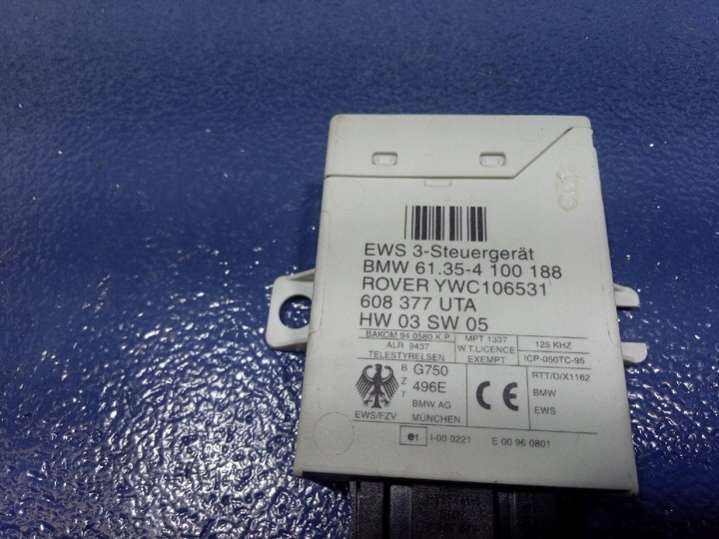 EWS 3-Steuergerät
BMW 61.35-4 100 188
ROVER YWC106531
608 377 UTA
HW 03 SW 05
BAKOM 94.0580.K.P. MPT 1337 125 KHZ
ALR 9437 W.T.LICENCE
TELESTYRELSEN EXEMPT ICP-050TC-95
B Z T G750 RTT/D/X1162
496E CE BMW
BMW AG EWS
EWS/FZV MÜNCHEN
e1 I-00 0221 E 00 96 0801